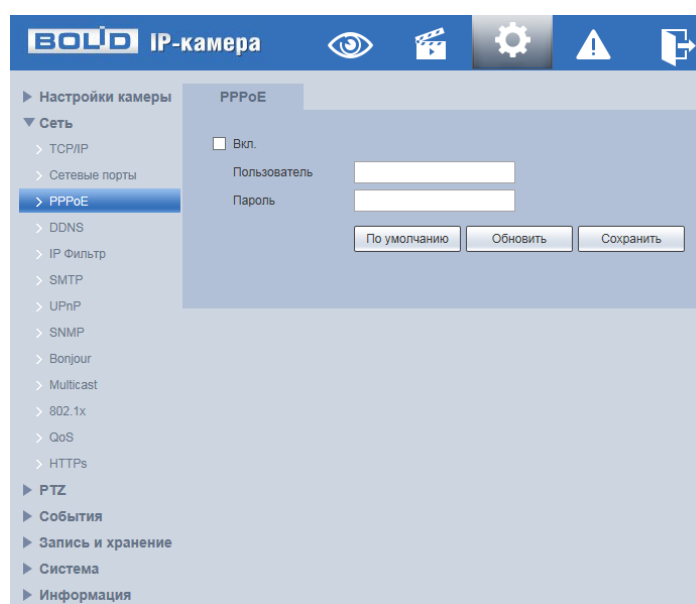 BOLID IP-камера
Настройки камеры
Сеть
TCP/IP
Сетевые порты
PPPoE
DDNS
IP Фильтр
SMTP
UPnP
SNMP
Bonjour
Multicast
802.1x
QoS
HTTPs
PTZ
События
Запись и хранение
Система
Информация
PPPoE
Вкл.
Пользователь
Пароль
По умолчанию Обновить Сохранить